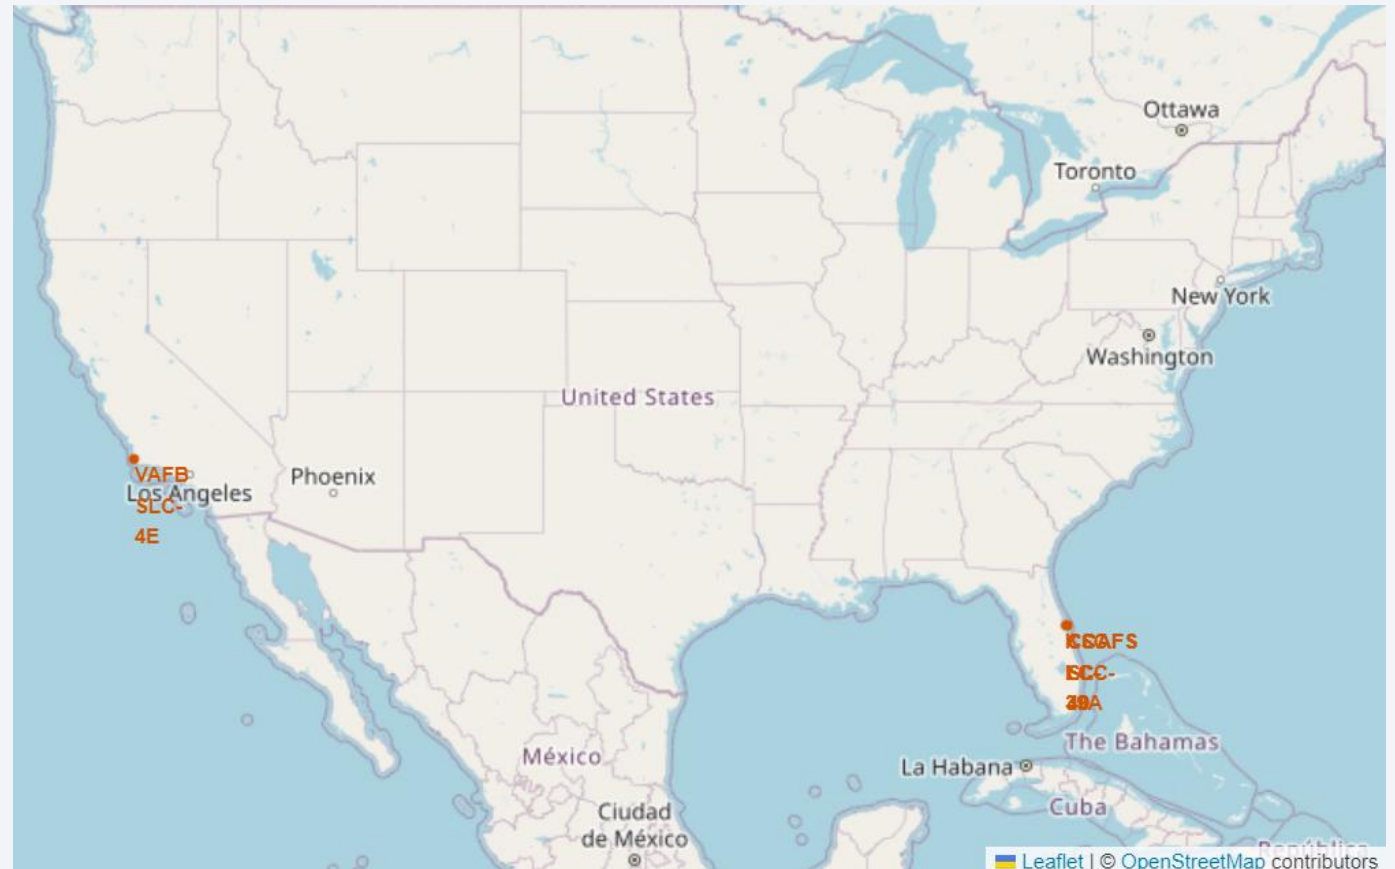 Ottawa
Toronto
New York
Washington
United States
VAFB
SLC-
4E
Los Angeles
Phoenix
The Bahamas
México
La Habana
Cuba
Ciudad
de México
Leaflet | © OpenStreetMap contributors